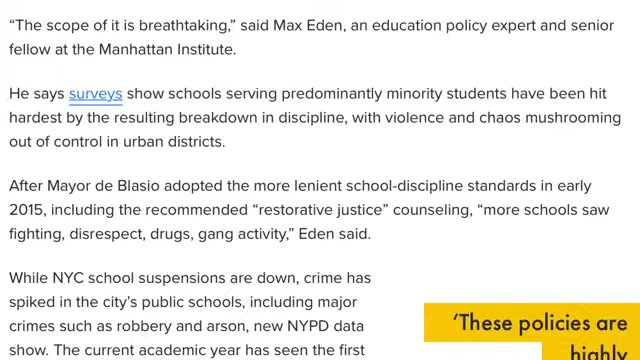 “The scope of it is breathtaking,” said Max Eden, an education policy expert and senior
fellow at the Manhattan Institute.
He says surveys show schools serving predominantly minority students have been hit
hardest by the resulting breakdown in discipline, with violence and chaos mushrooming
out of control in urban districts.
After Mayor de Blasio adopted the more lenient school-discipline standards in early
2015, including the recommended “restorative justice” counseling, “more schools saw
fighting, disrespect, drugs, gang activity,” Eden said.
While NYC school suspensions are down, crime has
spiked in the city’s public schools, including major
crimes such as robbery and arson, new NYPD data
show. The current academic year has seen the first
‘These policies are
highly